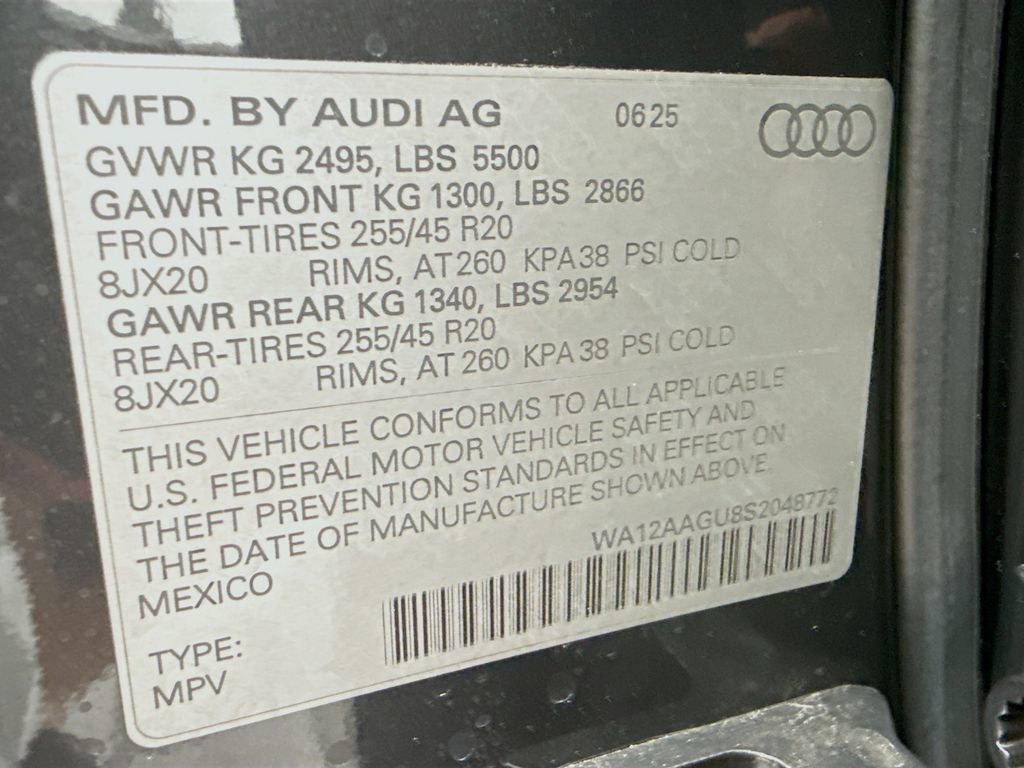 MFD. BY AUDI AG 0625
GVWR KG 2495, LBS 5500
GAWR FRONT KG 1300, LBS 2866
FRONT-TIRES 255/45 R20
8JX20 RIMS, AT 260 KPA 38 PSI COLD
GAWR REAR KG 1340, LBS 2954
REAR-TIRES 255/45 R20
8JX20 RIMS, AT 260 KPA 38 PSI COLD
THIS VEHICLE CONFORMS TO ALL APPLICABLE
U.S. FEDERAL MOTOR VEHICLE SAFETY AND
THEFT PREVENTION STANDARDS IN EFFECT ON
THE DATE OF MANUFACTURE SHOWN ABOVE.
MEXICO WA12AAGU8S2048772
TYPE:
MPV